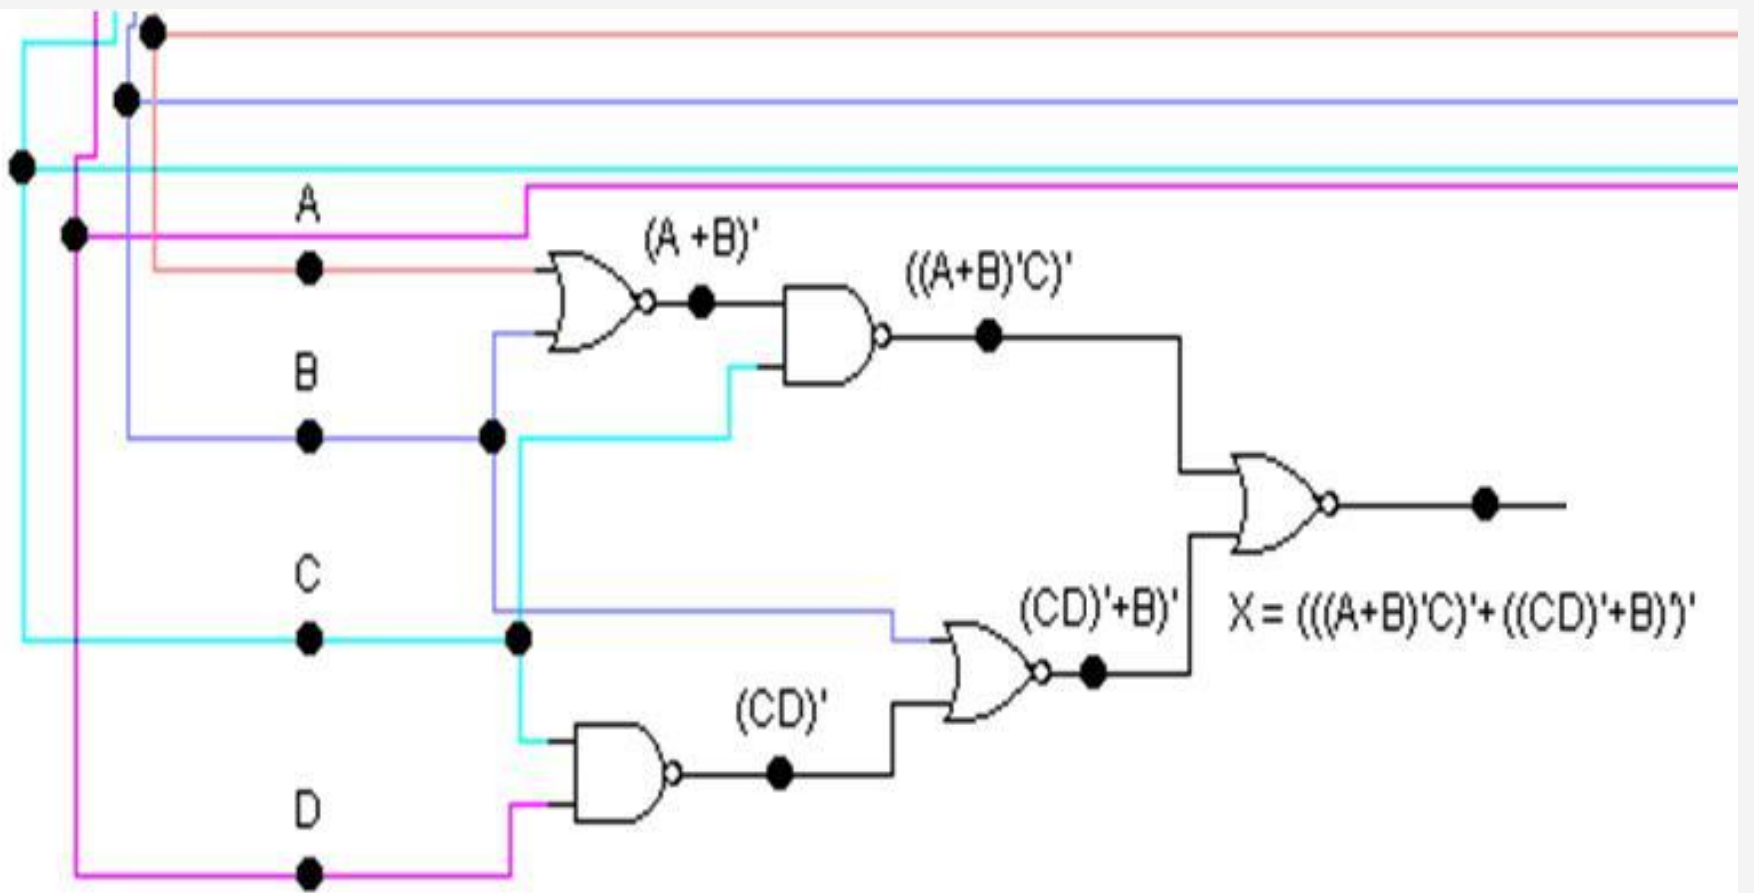 A
(A +B)'
((A+B)'C)'
B
C
(CD)'+B)'
X = (((A+B)'C)'+((CD)'+B)')'
(CD)'
D